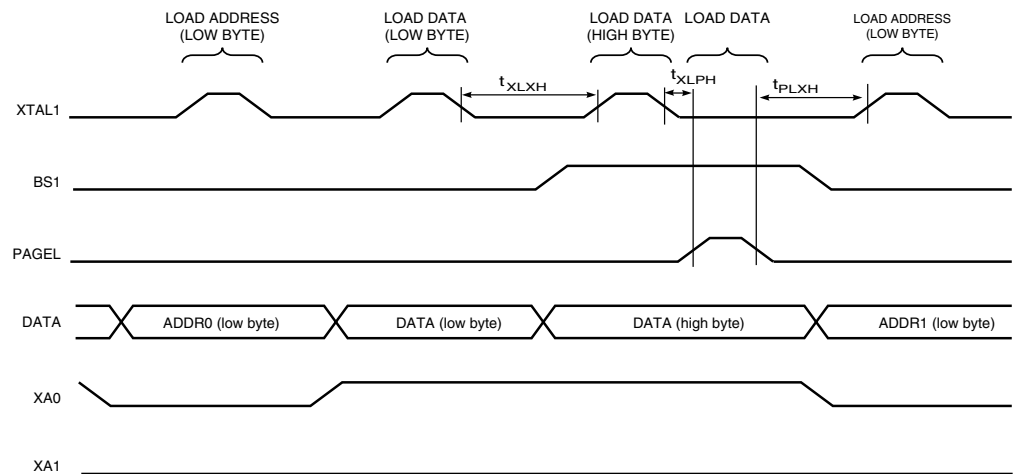 LOAD ADDRESS
(LOW BYTE)
LOAD DATA
(LOW BYTE)
LOAD DATA
(HIGH BYTE)
LOAD DATA
LOAD ADDRESS
(LOW BYTE)
XTAL1
tXLXH
tXLPH
tPLXH
BS1
PAGEL
DATA
ADDR0 (low byte)
DATA (low byte)
DATA (high byte)
ADDR1 (low byte)
XA0
XA1